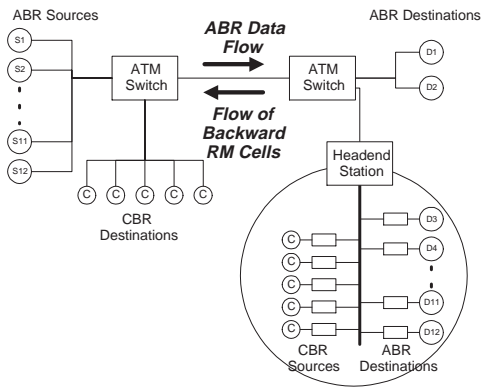 ABR Sources
ABR Destinations
S1
S2
S11
S12
ATM
Switch
ABR Data
Flow
Flow of
Backward
RM Cells
ATM
Switch
D1
D2
C C C C C
CBR
Destinations
Headend
Station
C
C
C
C
C
D3
D4
D11
D12
CBR
Sources
ABR
Destinations